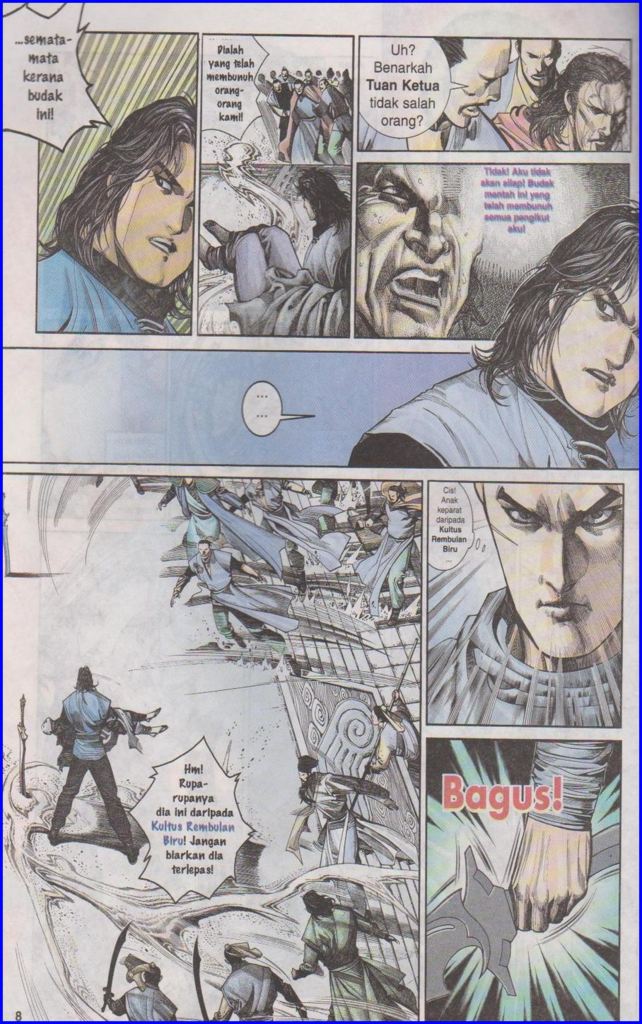 ...semata-
mata
kerana
budak
ini!
Dialah
yang telah
membunuh
orang-
orang
kami!
Uh?
Benarkah
Tuan Ketua
tidak salah
orang?
Tidak! Aku tidak
akan silap! Budak
mentah ini yang
telah membunuh
semua pengikut
aku!
...
...
Cis!
Anak
keparat
daripada
Kultus
Rembulan
Biru
...
Hm!
Rupa-
rupanya
dia ini daripada
Kultus Rembulan
Biru! Jangan
biarkan dia
terlepas!
Bagus!
8